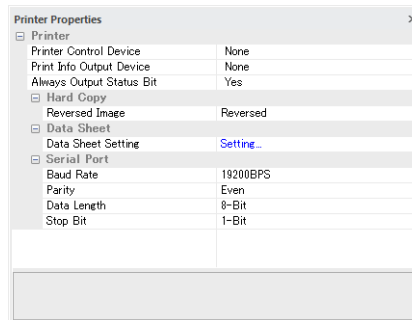 Printer Properties
Printer
Printer Control Device None
Print Info Output Device None
Always Output Status Bit Yes
Hard Copy
Reversed Image Reversed
Data Sheet
Data Sheet Setting Setting...
Serial Port
Baud Rate 19200BPS
Parity Even
Data Length 8-Bit
Stop Bit 1-Bit